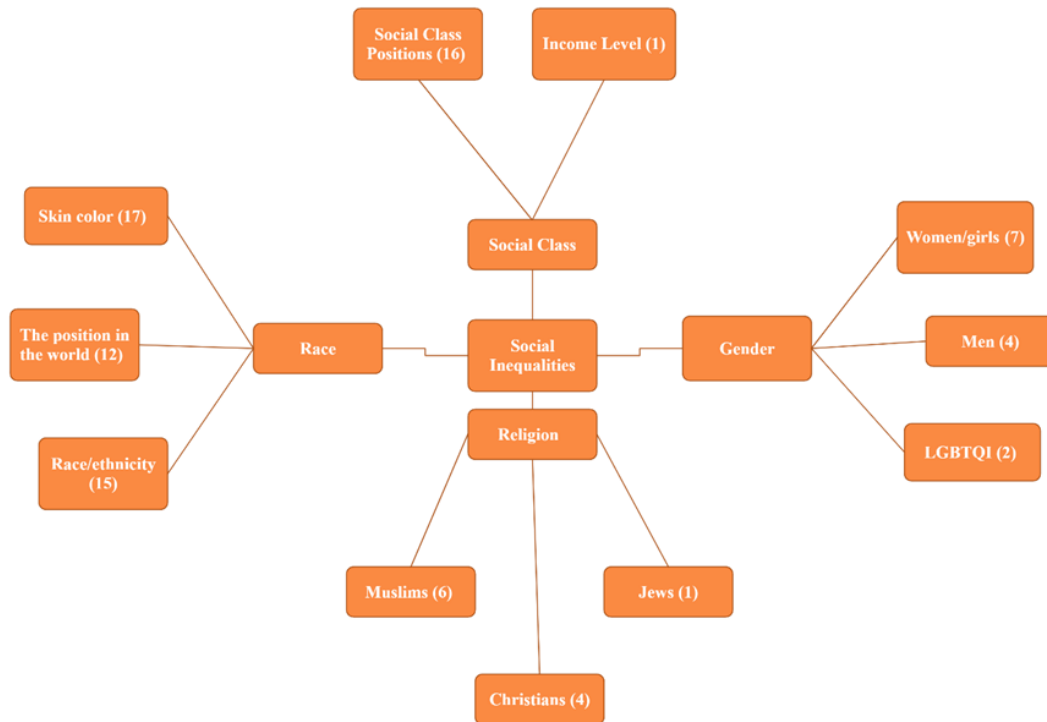 Social Class
Positions (16)
Income Level (1)
Skin color (17)
Women/girls (7)
Social Class
The position in
the world (12)
Race
Social
Inequalities
Gender
Men (4)
Religion
Race/ethnicity
(15)
LGBTQI (2)
Muslims (6)
Jews (1)
Christians (4)